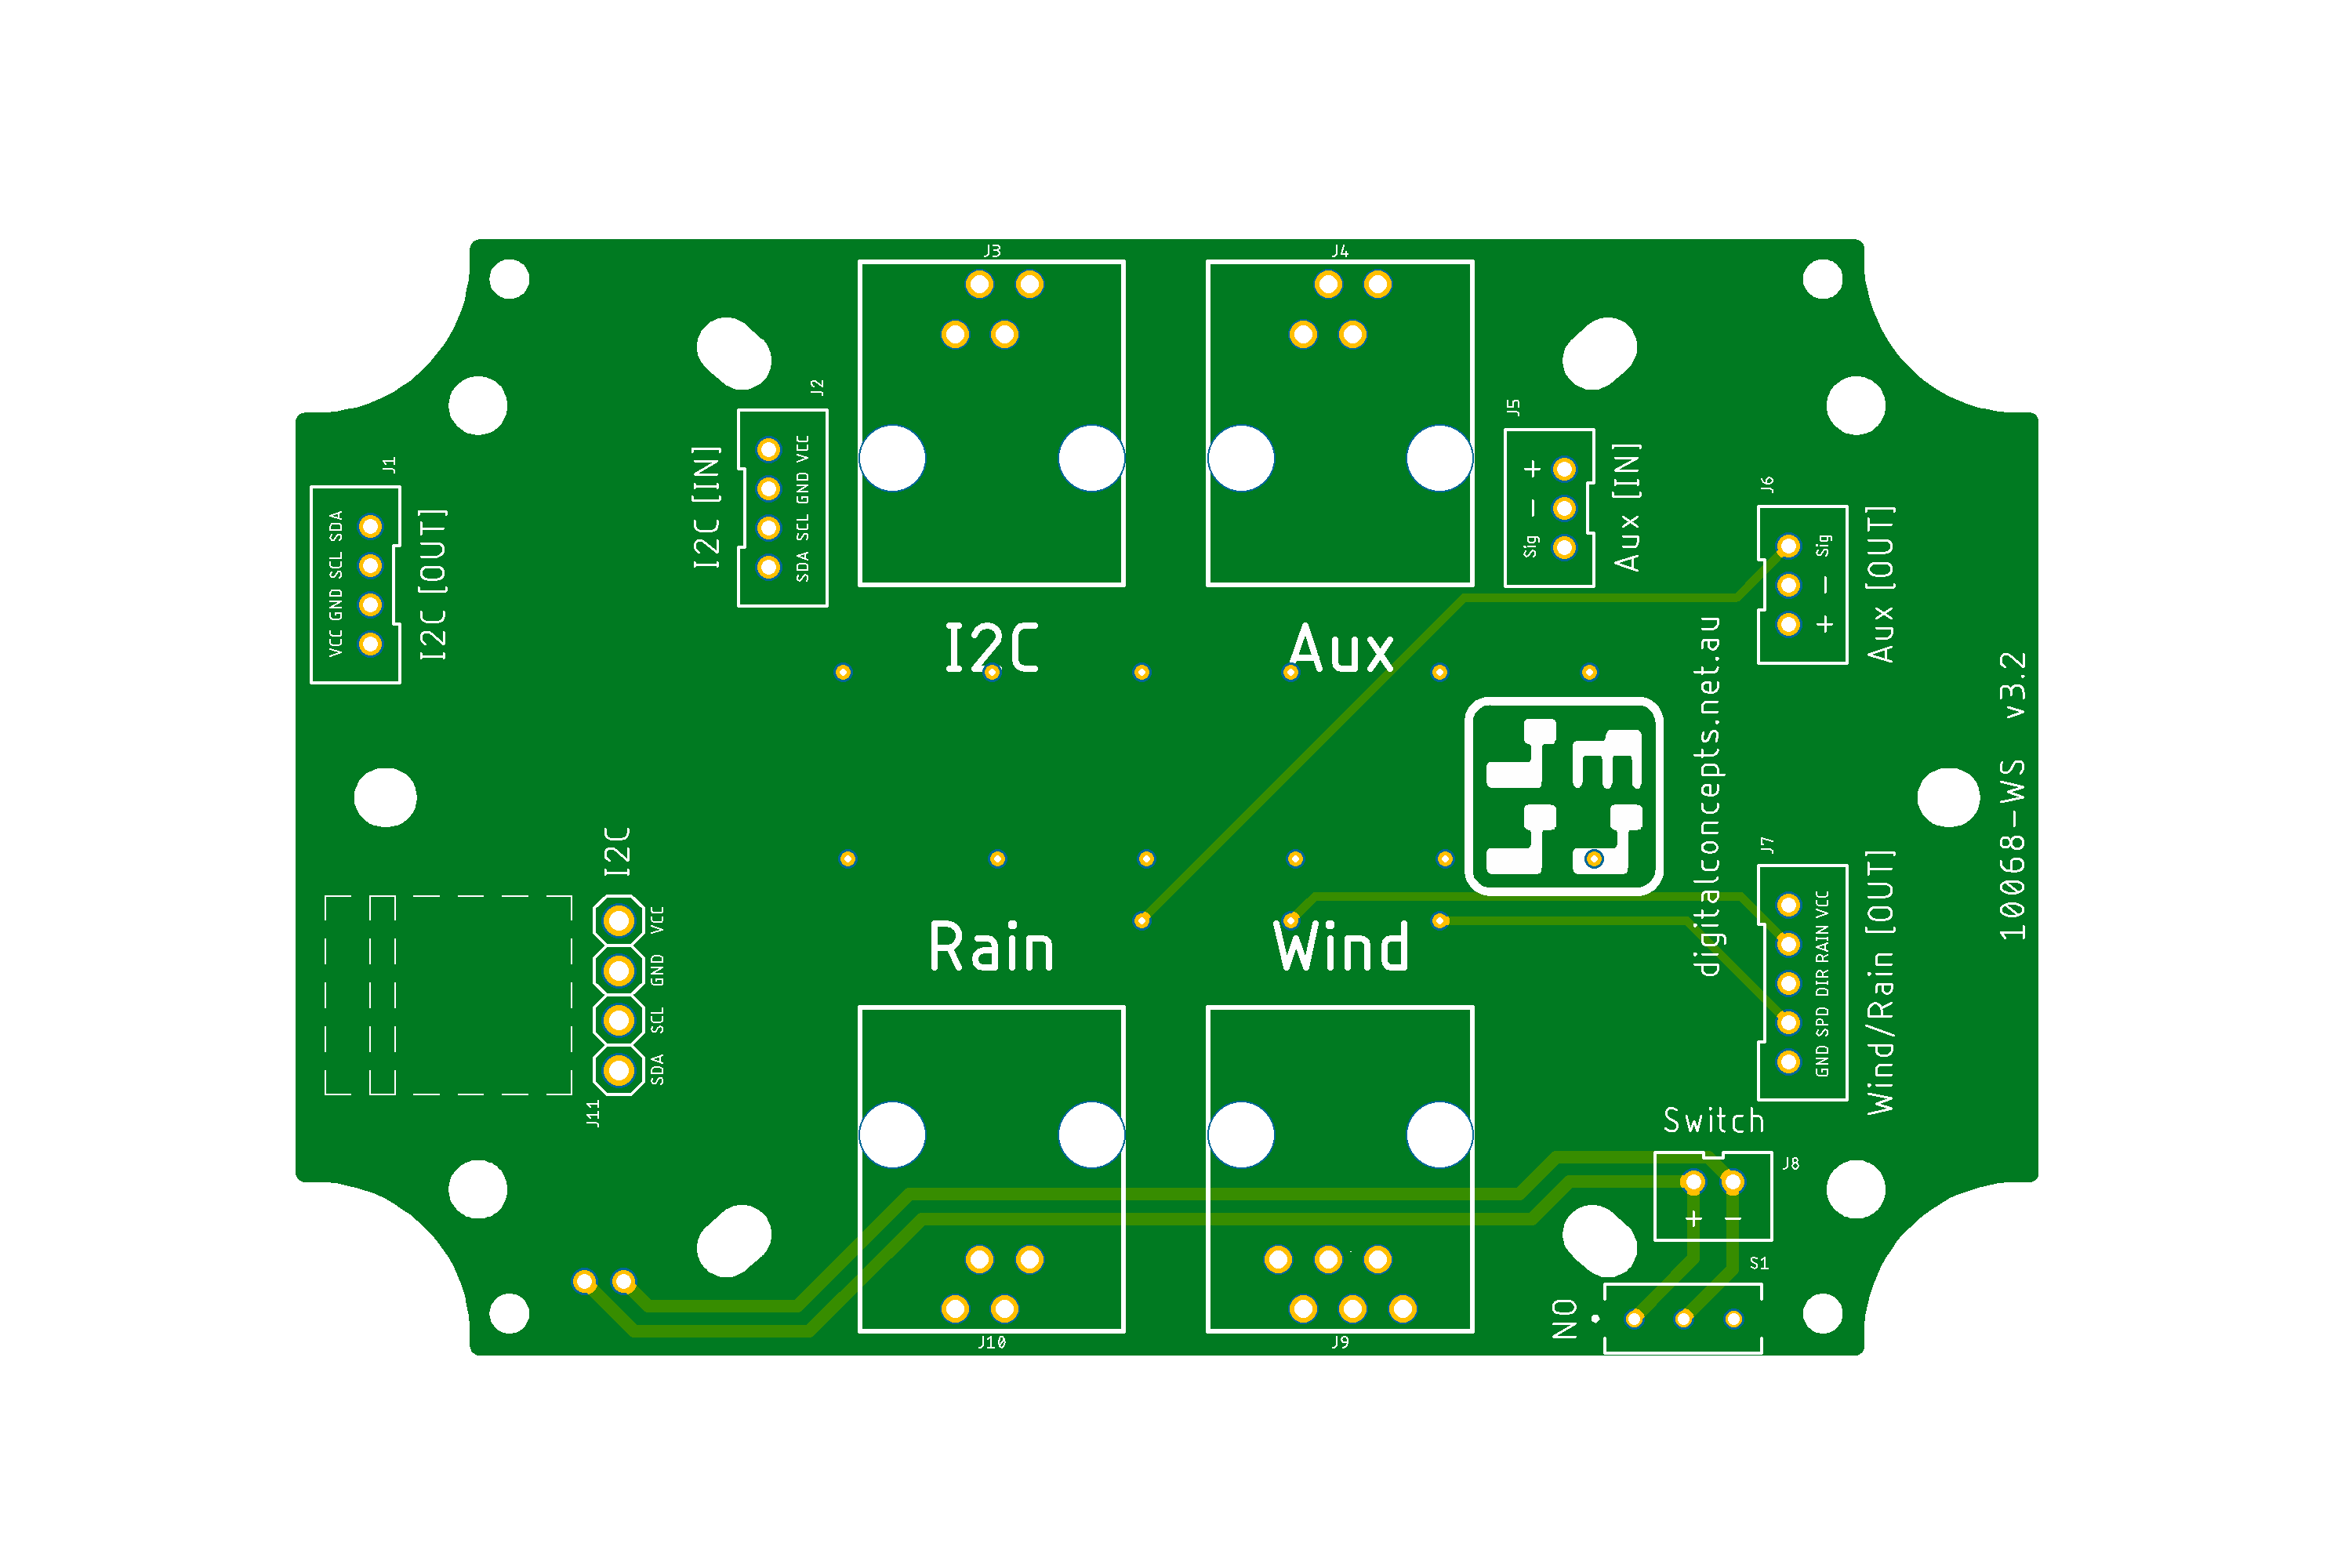 J3
J4
J2
I2C [IN]
VCC
GND
SCL
SDA
J5
+
-
Sig
Aux [IN]
J1
SDA
SCL
GND
VCC
I2C [OUT]
J6
Sig
-
+
Aux [OUT]
I2C
Aux
digitalconcepts.net.au
10068-WS v3.2
I2C
VCC
GND
SCL
SDA
J11
Rain
Wind
J7
VCC
RAIN
DIR
SPD
GND
Wind/Rain [OUT]
Switch
J8
+ -
S1
ON
J10
J9